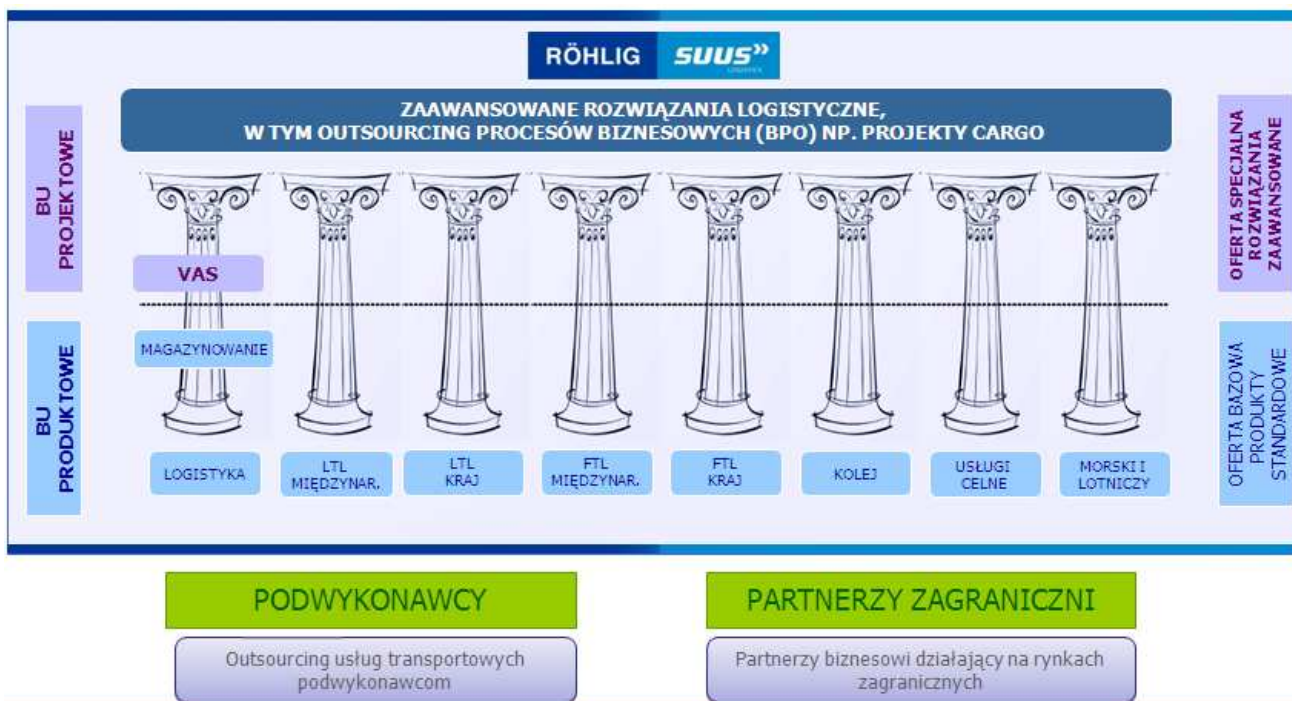 RÖHLIG SUUS
ZAAWANSOWANE ROZWIĄZANIA LOGISTYCZNE,
W TYM OUTSOURCING PROCESÓW BIZNESOWYCH (BPO) NP. PROJEKTY CARGO
BU
PROJEKTOWE
OFERTA SPECJALNA
ROZWIĄZANIA
ZAAWANSOWANE
VAS
MAGAZYNOWANIE
BU
PRODUKTOWE
OFERTA BAZOWA
PRODUKTY
STANDARDOWE
LOGISTYKA
LTL
MIĘDZYNAR.
LTL
KRAJ
FTL
MIĘDZYNAR.
FTL
KRAJ
KOLEJ
USŁUGI
CELNE
MORSKI I
LOTNICZY
PODWYKONAWCY
Outsourcing usług transportowych
podwykonawcom
PARTNERZY ZAGRANICZNI
Partnerzy biznesowi działający na rynkach
zagranicznych